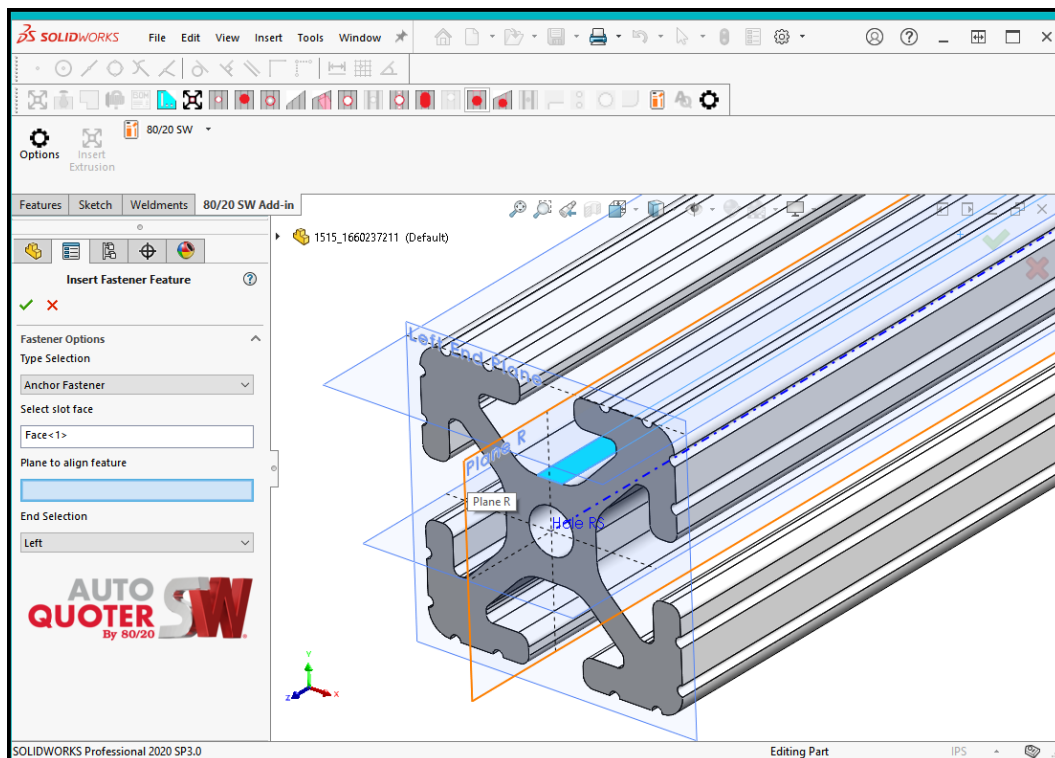 SOLIDWORKS File Edit View Insert Tools Window
Options
Insert Extrusion
80/20 SW
Features Sketch Weldments 80/20 SW Add-in
1515_1660237211 (Default)
Insert Fastener Feature
Fastener Options
Type Selection
Anchor Fastener
Select slot face
Face<1>
Plane to align feature
End Selection
Left
AUTO
QUOTER
By 80/20
SW
Left End Plane
Plane R
Plane R
Hole RS
y
z
x
SOLIDWORKS Professional 2020 SP3.0 Editing Part IPS